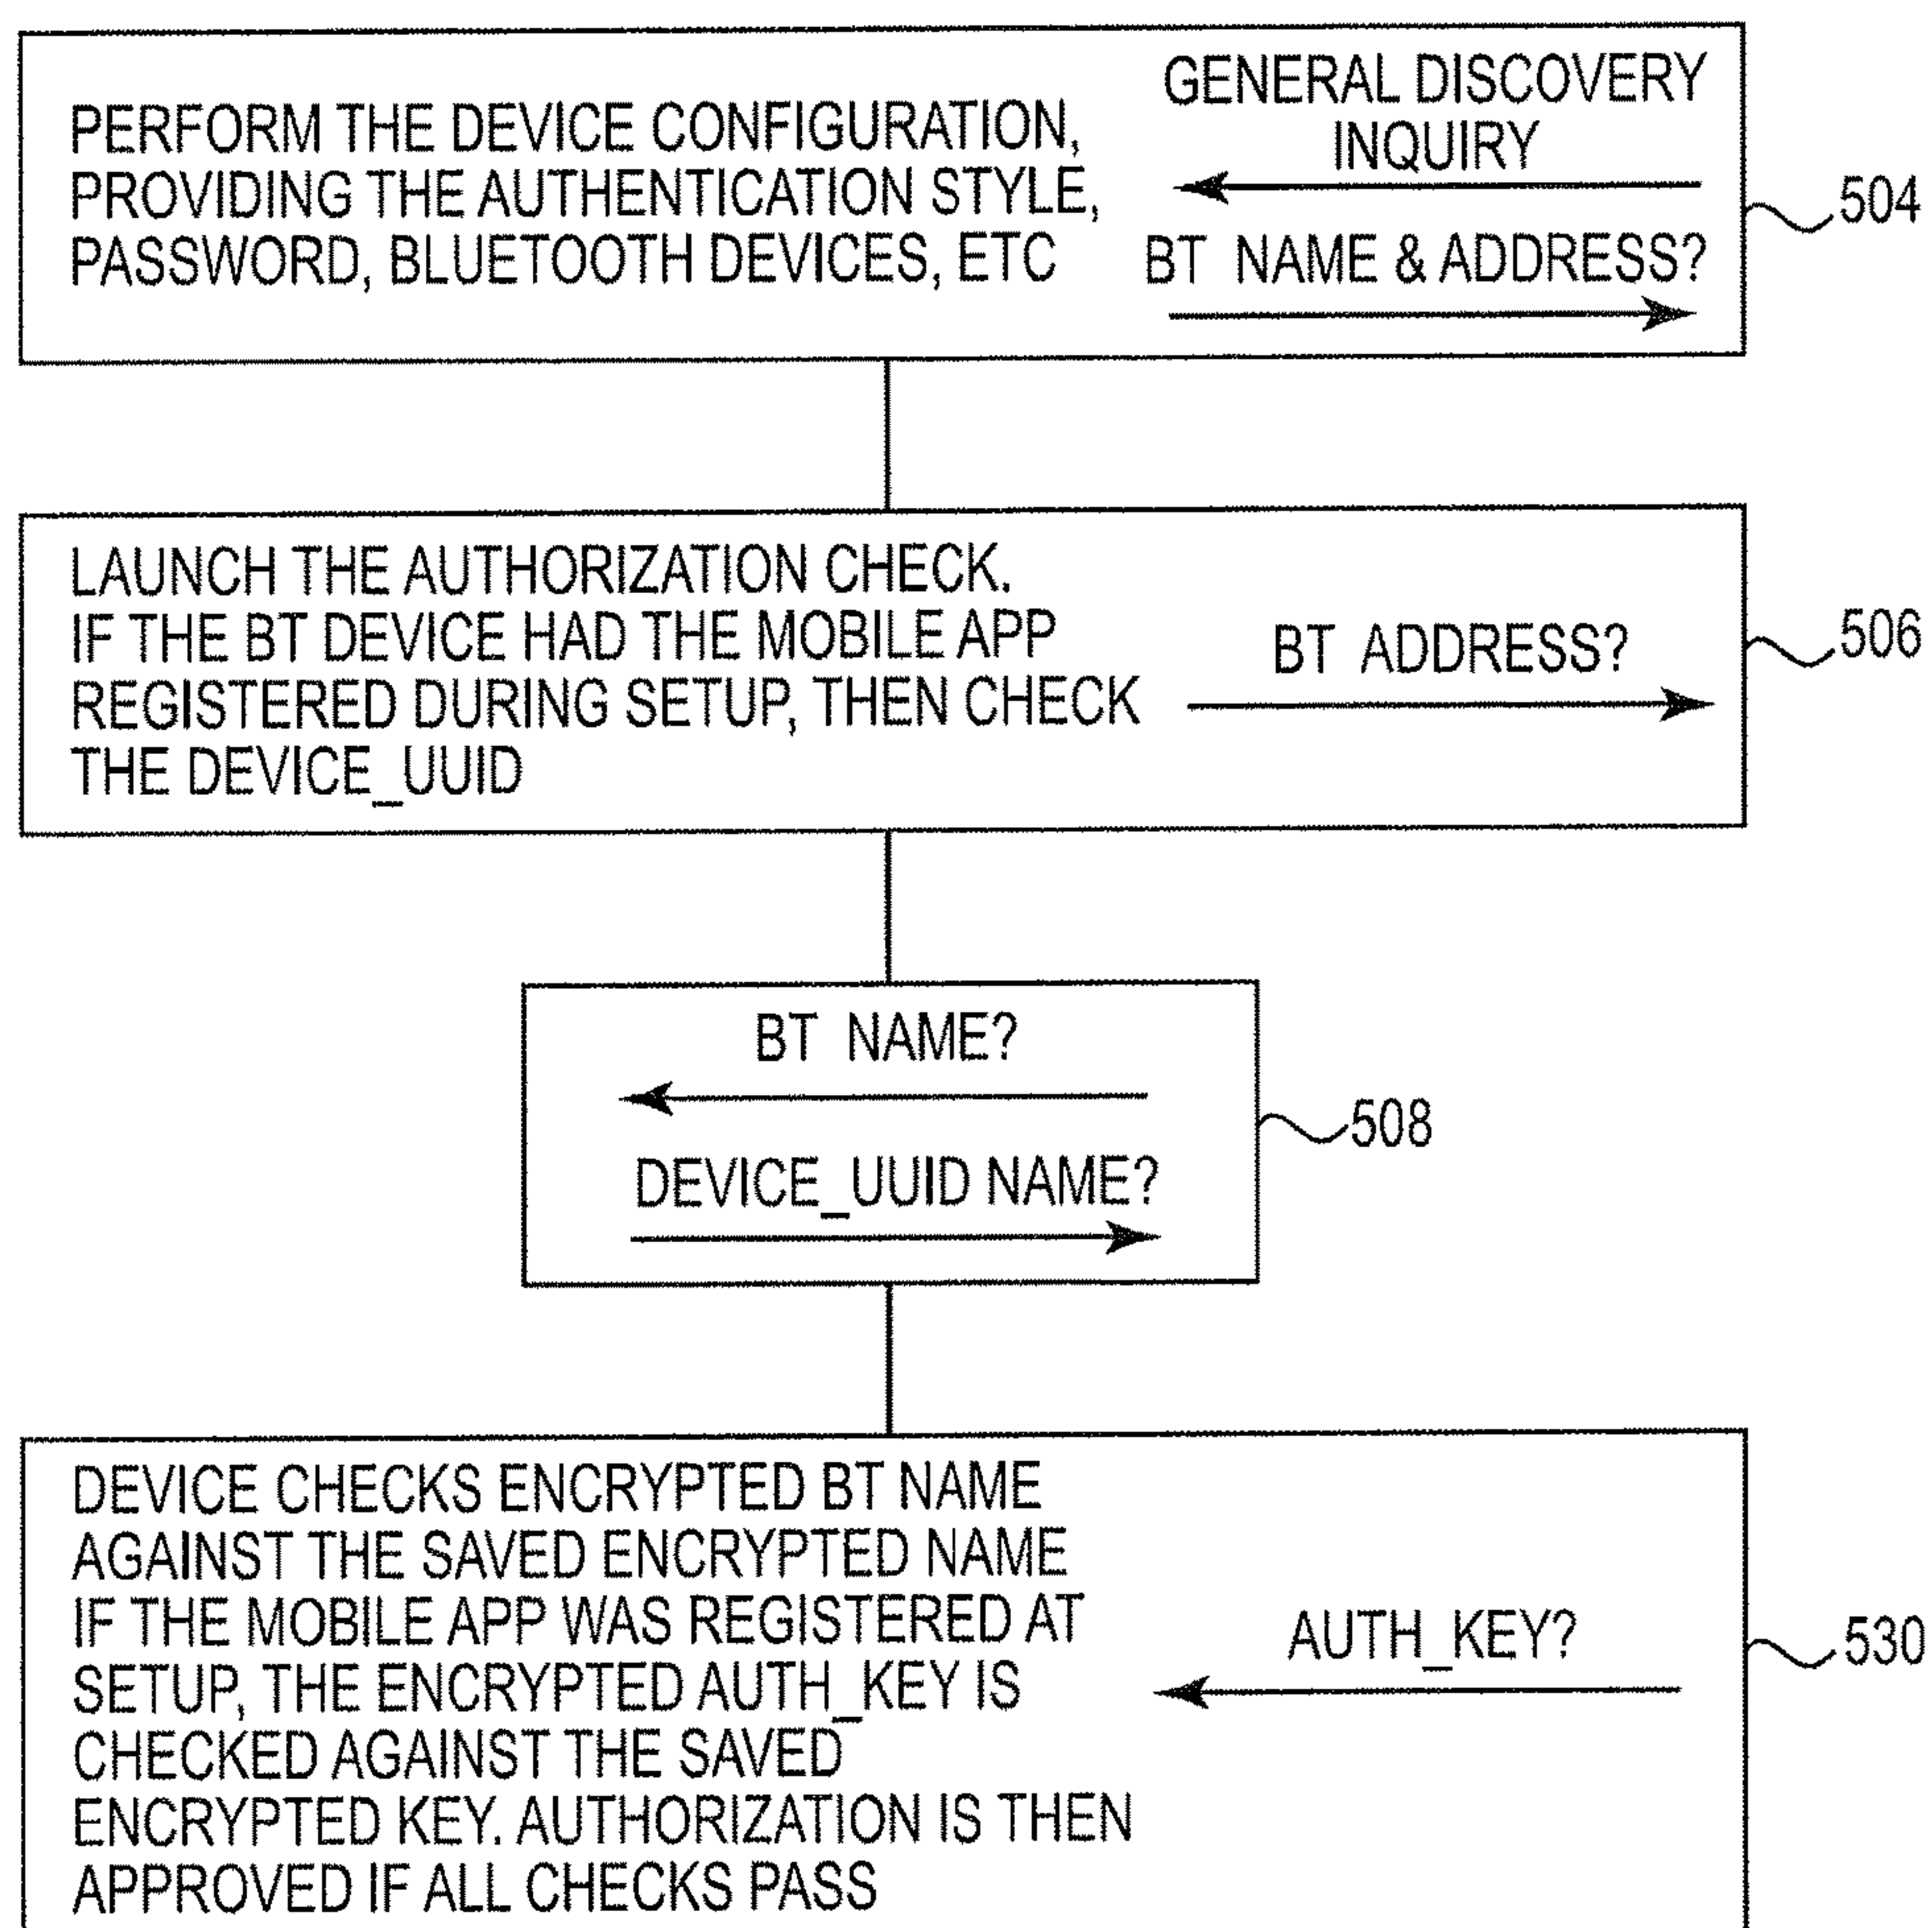 PERFORM THE DEVICE CONFIGURATION,
PROVIDING THE AUTHENTICATION STYLE,
PASSWORD, BLUETOOTH DEVICES, ETC
GENERAL DISCOVERY
INQUIRY
BT NAME & ADDRESS?
504
LAUNCH THE AUTHORIZATION CHECK.
IF THE BT DEVICE HAD THE MOBILE APP
REGISTERED DURING SETUP, THEN CHECK
THE DEVICE_UUID
BT ADDRESS?
506
BT NAME?
DEVICE_UUID NAME?
508
DEVICE CHECKS ENCRYPTED BT NAME
AGAINST THE SAVED ENCRYPTED NAME
IF THE MOBILE APP WAS REGISTERED AT
SETUP, THE ENCRYPTED AUTH_KEY IS
CHECKED AGAINST THE SAVED
ENCRYPTED KEY. AUTHORIZATION IS THEN
APPROVED IF ALL CHECKS PASS
AUTH_KEY?
530